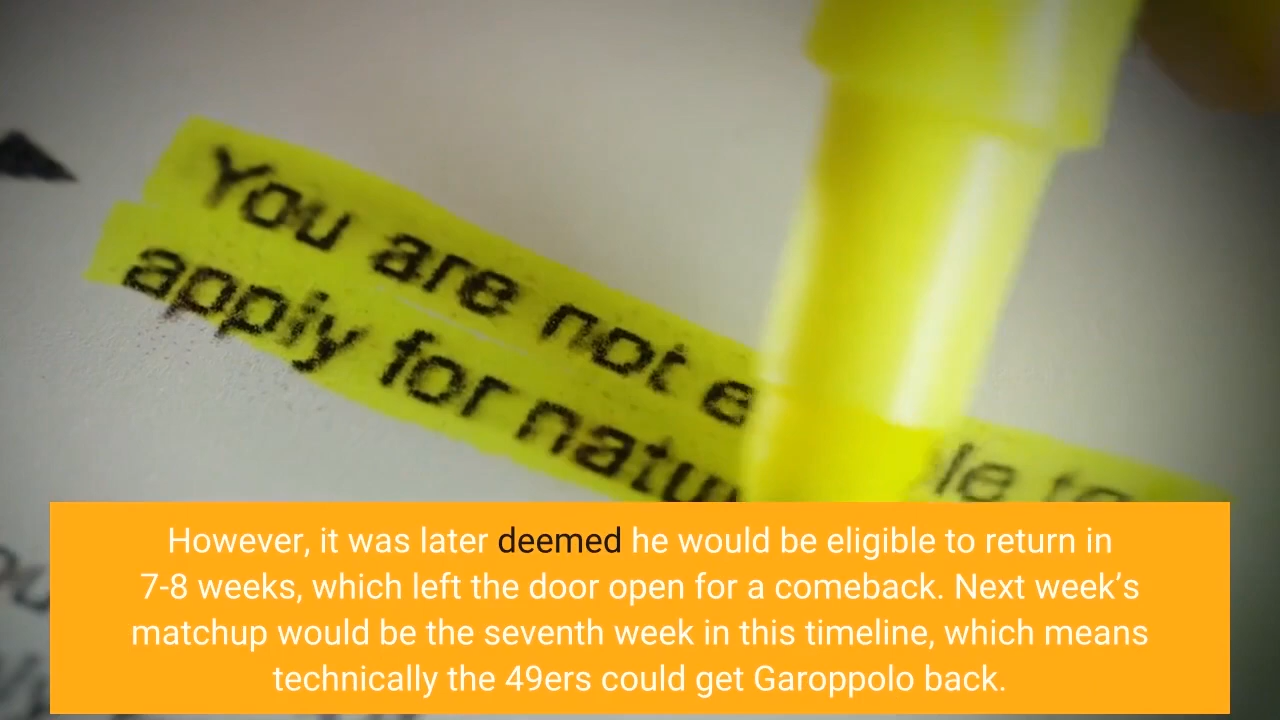 You are not
apply for
However, it was later deemed he would be eligible to return in
7-8 weeks, which left the door open for a comeback. Next week’s
matchup would be the seventh week in this timeline, which means
technically the 49ers could get Garoppolo back.